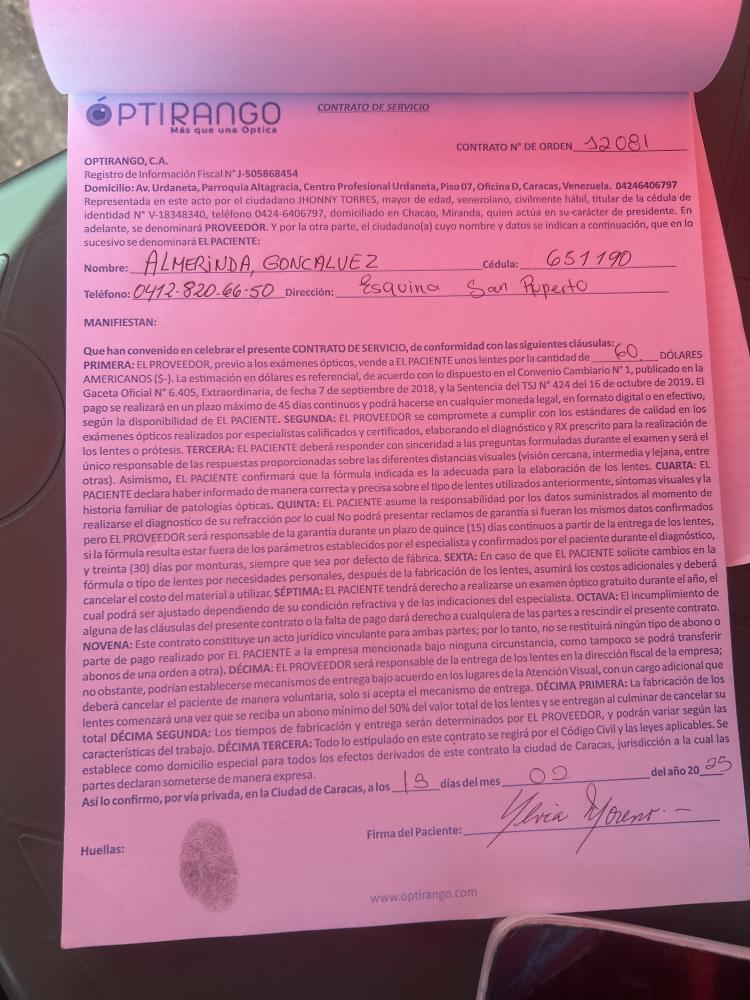 ÓPTIRANGO
Más que una Optica
CONTRATO DE SERVICIO
CONTRATO N° DE ORDEN 12081
OPTIRANGO, C.A.
Registro de Información Fiscal N° J-505868454
Domicilio: Av. Urdaneta, Parroquia Altagracia, Centro Profesional Urdaneta, Piso 07, Oficina D, Caracas, Venezuela. 04246406797
Representada en este acto por el ciudadano JHONNY TORRES, mayor de edad, venezolano, civilmente hábil, titular de la cédula de
identidad N° V-18348340, teléfono 0424-6406797, domiciliado en Chacao, Miranda, quien actúa en su carácter de presidente. En
adelante, se denominará PROVEEDOR. Y por la otra parte, el ciudadano(a) cuyo nombre y datos se indican a continuación, que en lo
sucesivo se denominará EL PACIENTE:
Nombre: ALMERINDA, GONCALVEZ Cédula: 651190
Teléfono: 0412-820-66-50 Dirección: Esquina San Ruperto
MANIFIESTAN:
Que han convenido en celebrar el presente CONTRATO DE SERVICIO, de conformidad con las siguientes cláusulas:
PRIMERA: EL PROVEEDOR, previo a los exámenes ópticos, vende a EL PACIENTE unos lentes por la cantidad de 60 DÓLARES
AMERICANOS ($-). La estimación en dólares es referencial, de acuerdo con lo dispuesto en el Convenio Cambiario N° 1, publicado en la
Gaceta Oficial N° 6.405, Extraordinaria, de fecha 7 de septiembre de 2018, y la Sentencia del TSJ N° 424 del 16 de octubre de 2019. El
pago se realizará en un plazo máximo de 45 días continuos y podrá hacerse en cualquier moneda legal, en formato digital o en efectivo,
según la disponibilidad de EL PACIENTE. SEGUNDA: EL PROVEEDOR se compromete a cumplir con los estándares de calidad en los
exámenes ópticos realizados por especialistas calificados y certificados, elaborando el diagnóstico y RX prescrito para la realización de
los lentes o prótesis. TERCERA: EL PACIENTE deberá responder con sinceridad a las preguntas formuladas durante el examen y será el
único responsable de las respuestas proporcionadas sobre las diferentes distancias visuales (visión cercana, intermedia y lejana, entre
otras). Asimismo, EL PACIENTE confirmará que la fórmula indicada es la adecuada para la elaboración de los lentes. CUARTA: EL
PACIENTE declara haber informado de manera correcta y precisa sobre el tipo de lentes utilizados anteriormente, síntomas visuales y la
historia familiar de patologías ópticas. QUINTA: EL PACIENTE asume la responsabilidad por los datos suministrados al momento de
realizarse el diagnostico de su refracción por lo cual No podrá presentar reclamos de garantía si fueran los mismos datos confirmados
pero EL PROVEEDOR será responsable de la garantía durante un plazo de quince (15) días continuos a partir de la entrega de los lentes,
si la fórmula resulta estar fuera de los parámetros establecidos por el especialista y confirmados por el paciente durante el diagnóstico,
y treinta (30) días por monturas, siempre que sea por defecto de fábrica. SEXTA: En caso de que EL PACIENTE solicite cambios en la
fórmula o tipo de lentes por necesidades personales, después de la fabricación de los lentes, asumirá los costos adicionales y deberá
cancelar el costo del material a utilizar. SÉPTIMA: EL PACIENTE tendrá derecho a realizarse un examen óptico gratuito durante el año, el
cual podrá ser ajustado dependiendo de su condición refractiva y de las indicaciones del especialista. OCTAVA: El incumplimiento de
alguna de las cláusulas del presente contrato o la falta de pago dará derecho a cualquiera de las partes a rescindir el presente contrato.
NOVENA: Este contrato constituye un acto jurídico vinculante para ambas partes; por lo tanto, no se restituirá ningún tipo de abono o
parte de pago realizado por EL PACIENTE a la empresa mencionada bajo ninguna circunstancia, como tampoco se podrá transferir
abonos de una orden a otra). DÉCIMA: EL PROVEEDOR será responsable de la entrega de los lentes en la dirección fiscal de la empresa;
no obstante, podrían establecerse mecanismos de entrega bajo acuerdo en los lugares de la Atención Visual, con un cargo adicional que
deberá cancelar el paciente de manera voluntaria, solo si acepta el mecanismo de entrega. DÉCIMA PRIMERA: La fabricación de los
lentes comenzará una vez que se reciba un abono mínimo del 50% del valor total de los lentes y se entregan al culminar de cancelar su
total DÉCIMA SEGUNDA: Los tiempos de fabricación y entrega serán determinados por EL PROVEEDOR, y podrán variar según las
características del trabajo. DÉCIMA TERCERA: Todo lo estipulado en este contrato se regirá por el Código Civil y las leyes aplicables. Se
establece como domicilio especial para todos los efectos derivados de este contrato la ciudad de Caracas, jurisdicción a la cual las
partes declaran someterse de manera expresa.
Así lo confirmo, por vía privada, en la Ciudad de Caracas, a los 19 días del mes 02 del año 2025
Firma del Paciente: Ylvia Moreno
Huellas:
www.optirango.com